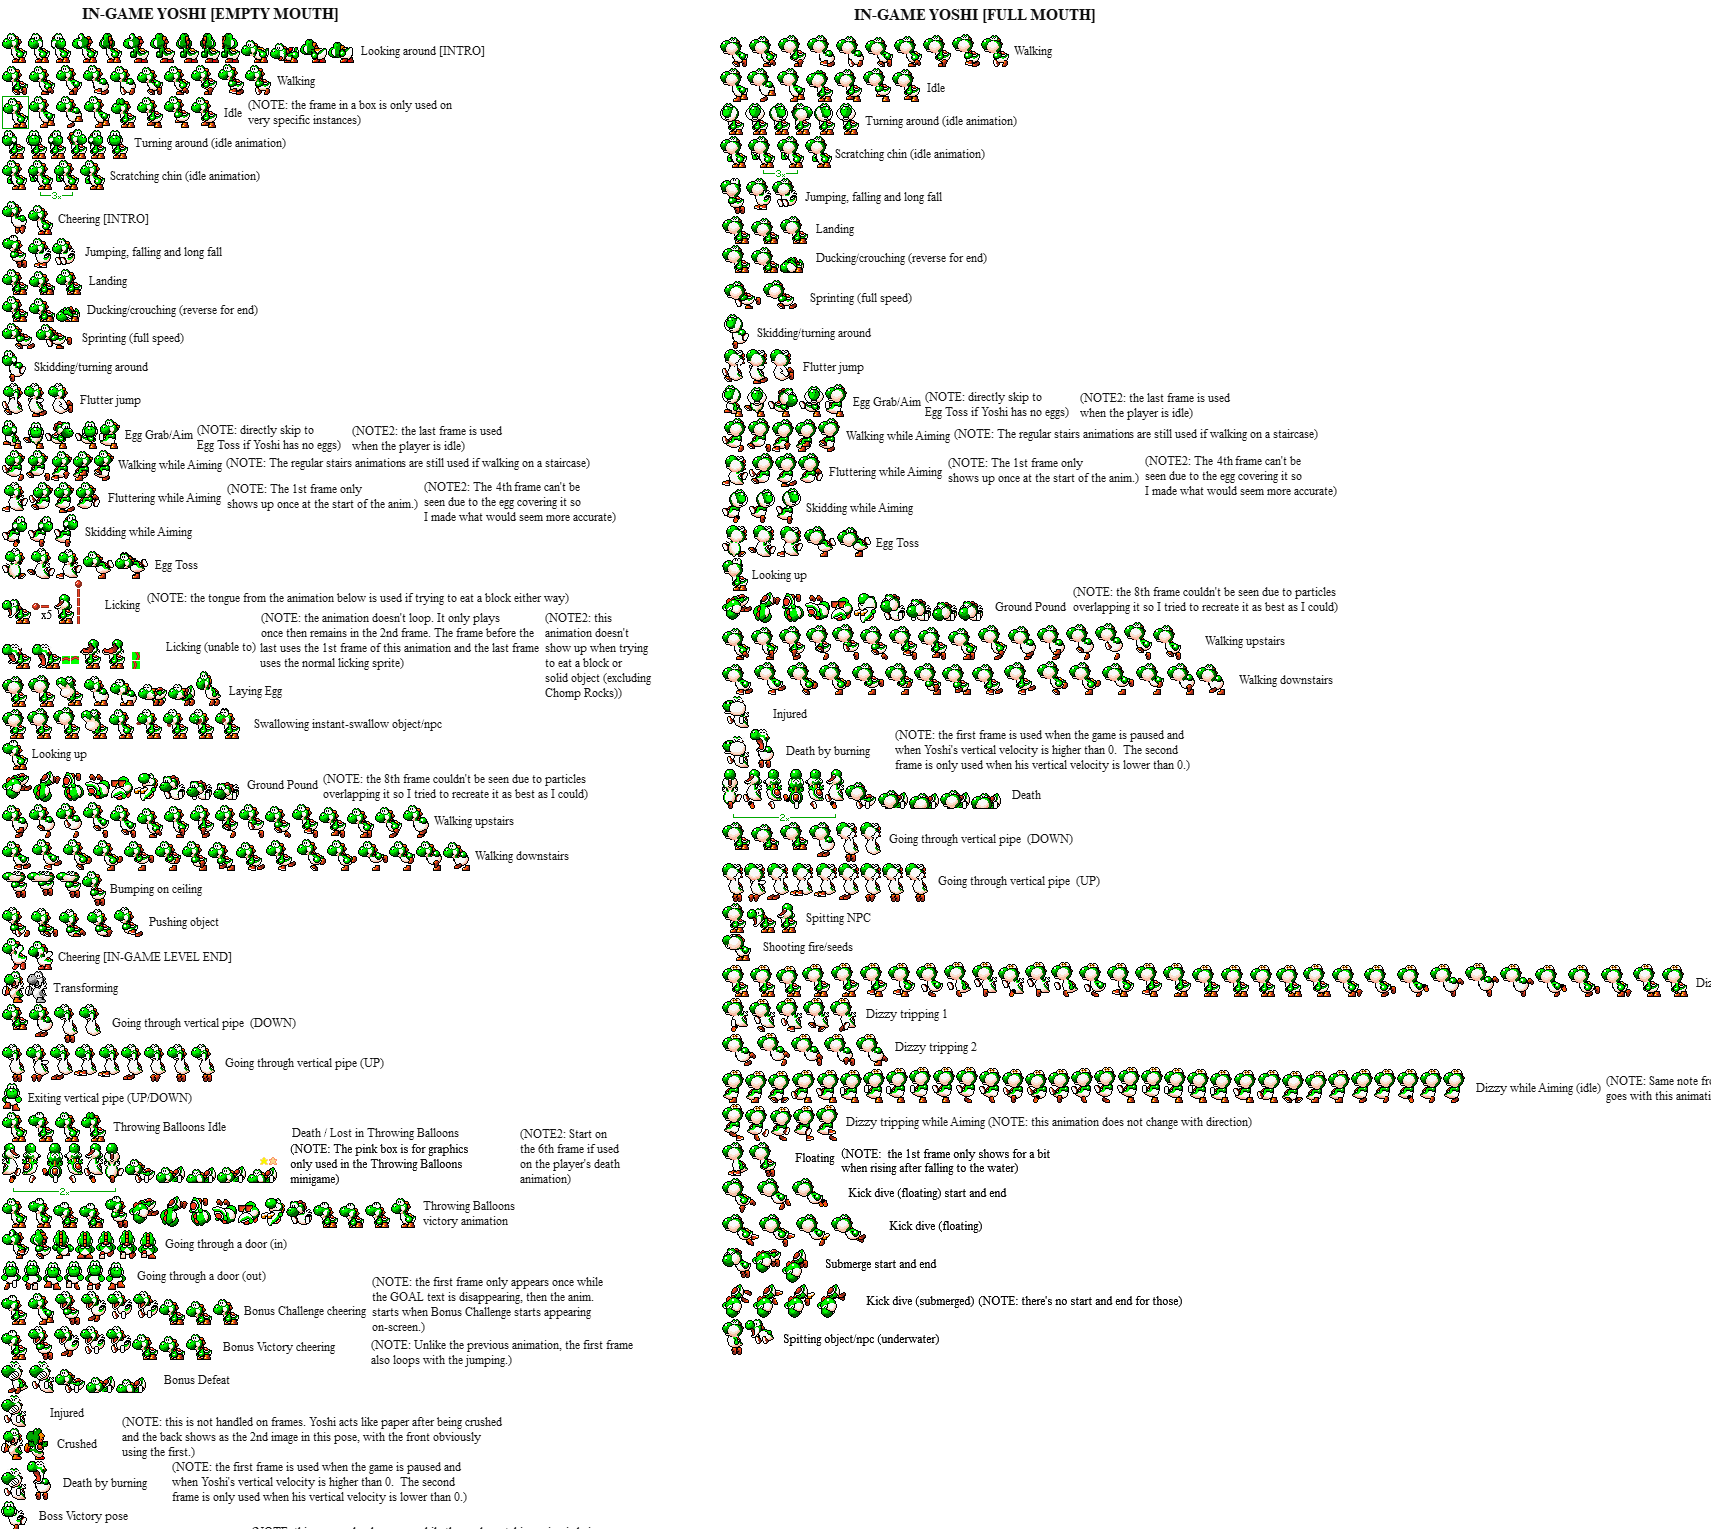 IN-GAME YOSHI [EMPTY MOUTH]
Looking around [INTRO]
Walking
Idle
(NOTE: the frame in a box is only used on
very specific instances)
Turning around (idle animation)
Scratching chin (idle animation)
3x
Cheering [INTRO]
Jumping, falling and long fall
Landing
Ducking/crouching (reverse for end)
Sprinting (full speed)
Skidding/turning around
Flutter jump
Egg Grab/Aim
(NOTE: directly skip to
Egg Toss if Yoshi has no eggs)
(NOTE2: the last frame is used
when the player is idle)
Walking while Aiming (NOTE: The regular stairs animations are still used if walking on a staircase)
Fluttering while Aiming
(NOTE: The 1st frame only
shows up once at the start of the anim.)
(NOTE2: The 4th frame can't be
seen due to the egg covering it so
I made what would seem more accurate)
Skidding while Aiming
Egg Toss
x5
Licking
(NOTE: the tongue from the animation below is used if trying to eat a block either way)
Licking (unable to)
(NOTE: the animation doesn't loop. It only plays
once then remains in the 2nd frame. The frame before the
last uses the 1st frame of this animation and the last frame
uses the normal licking sprite)
(NOTE2: this
animation doesn't
show up when trying
to eat a block or
solid object (excluding
Chomp Rocks))
Laying Egg
Swallowing instant-swallow object/npc
Looking up
Ground Pound
(NOTE: the 8th frame couldn't be seen due to particles
overlapping it so I tried to recreate it as best as I could)
Walking upstairs
Walking downstairs
Bumping on ceiling
Pushing object
Cheering [IN-GAME LEVEL END]
Transforming
Going through vertical pipe (DOWN)
Going through vertical pipe (UP)
Exiting vertical pipe (UP/DOWN)
Throwing Balloons Idle
Death / Lost in Throwing Balloons
(NOTE: The pink box is for graphics
only used in the Throwing Balloons
minigame)
(NOTE2: Start on
the 6th frame if used
on the player's death
animation)
2x
Throwing Balloons
victory animation
Going through a door (in)
Going through a door (out)
Bonus Challenge cheering
(NOTE: the first frame only appears once while
the GOAL text is disappearing, then the anim.
starts when Bonus Challenge starts appearing
on-screen.)
Bonus Victory cheering
(NOTE: Unlike the previous animation, the first frame
also loops with the jumping.)
Bonus Defeat
Injured
Crushed
(NOTE: this is not handled on frames. Yoshi acts like paper after being crushed
and the back shows as the 2nd image in this pose, with the front obviously
using the first.)
Death by burning
(NOTE: the first frame is used when the game is paused and
when Yoshi's vertical velocity is higher than 0. The second
frame is only used when his vertical velocity is lower than 0.)
Boss Victory pose
IN-GAME YOSHI [FULL MOUTH]
Walking
Idle
Turning around (idle animation)
Scratching chin (idle animation)
3x
Jumping, falling and long fall
Landing
Ducking/crouching (reverse for end)
Sprinting (full speed)
Skidding/turning around
Flutter jump
Egg Grab/Aim
(NOTE: directly skip to
Egg Toss if Yoshi has no eggs)
(NOTE2: the last frame is used
when the player is idle)
Walking while Aiming (NOTE: The regular stairs animations are still used if walking on a staircase)
Fluttering while Aiming
(NOTE: The 1st frame only
shows up once at the start of the anim.)
(NOTE2: The 4th frame can't be
seen due to the egg covering it so
I made what would seem more accurate)
Skidding while Aiming
Egg Toss
Looking up
Ground Pound
(NOTE: the 8th frame couldn't be seen due to particles
overlapping it so I tried to recreate it as best as I could)
Walking upstairs
Walking downstairs
Injured
Death by burning
(NOTE: the first frame is used when the game is paused and
when Yoshi's vertical velocity is higher than 0. The second
frame is only used when his vertical velocity is lower than 0.)
Death
2x
Going through vertical pipe (DOWN)
Going through vertical pipe (UP)
Spitting NPC
Shooting fire/seeds
Diz
Dizzy tripping 1
Dizzy tripping 2
Dizzy while Aiming (idle)
(NOTE: Same note fro
goes with this animati
Dizzy tripping while Aiming (NOTE: this animation does not change with direction)
Floating
(NOTE: the 1st frame only shows for a bit
when rising after falling to the water)
Kick dive (floating) start and end
Kick dive (floating)
Submerge start and end
Kick dive (submerged) (NOTE: there's no start and end for those)
Spitting object/npc (underwater)